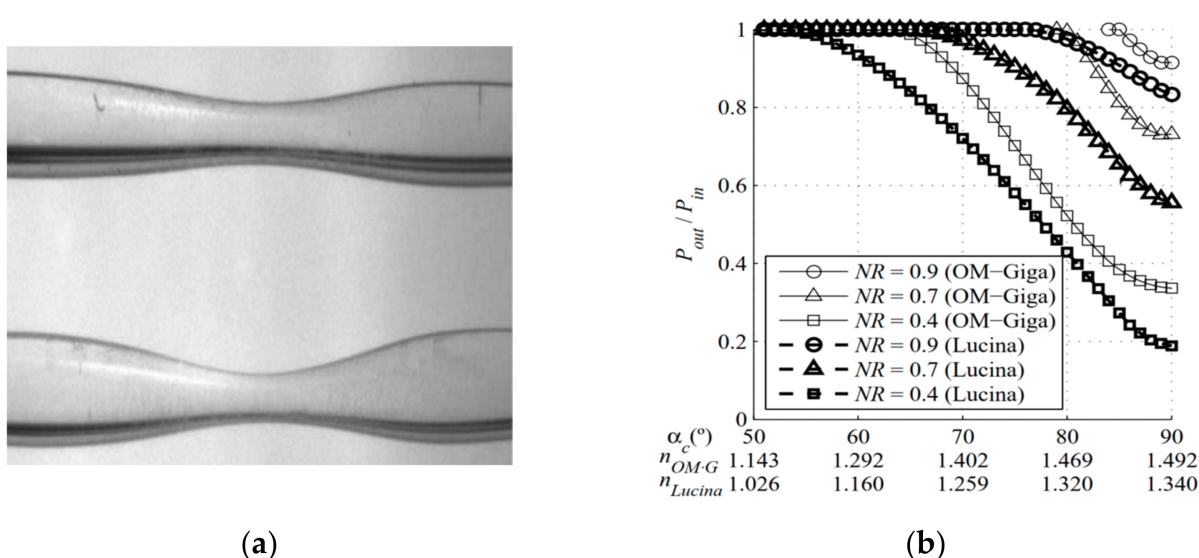 1
0.8
0.6
0.4
0.2
0
P_out / P_in
NR = 0.9 (OM−Giga)
NR = 0.7 (OM−Giga)
NR = 0.4 (OM−Giga)
NR = 0.9 (Lucina)
NR = 0.7 (Lucina)
NR = 0.4 (Lucina)
α_c(º) 50 60 70 80 90
n_OM·G 1.143 1.292 1.402 1.469 1.492
n_Lucina 1.026 1.160 1.259 1.320 1.340
(a) (b)